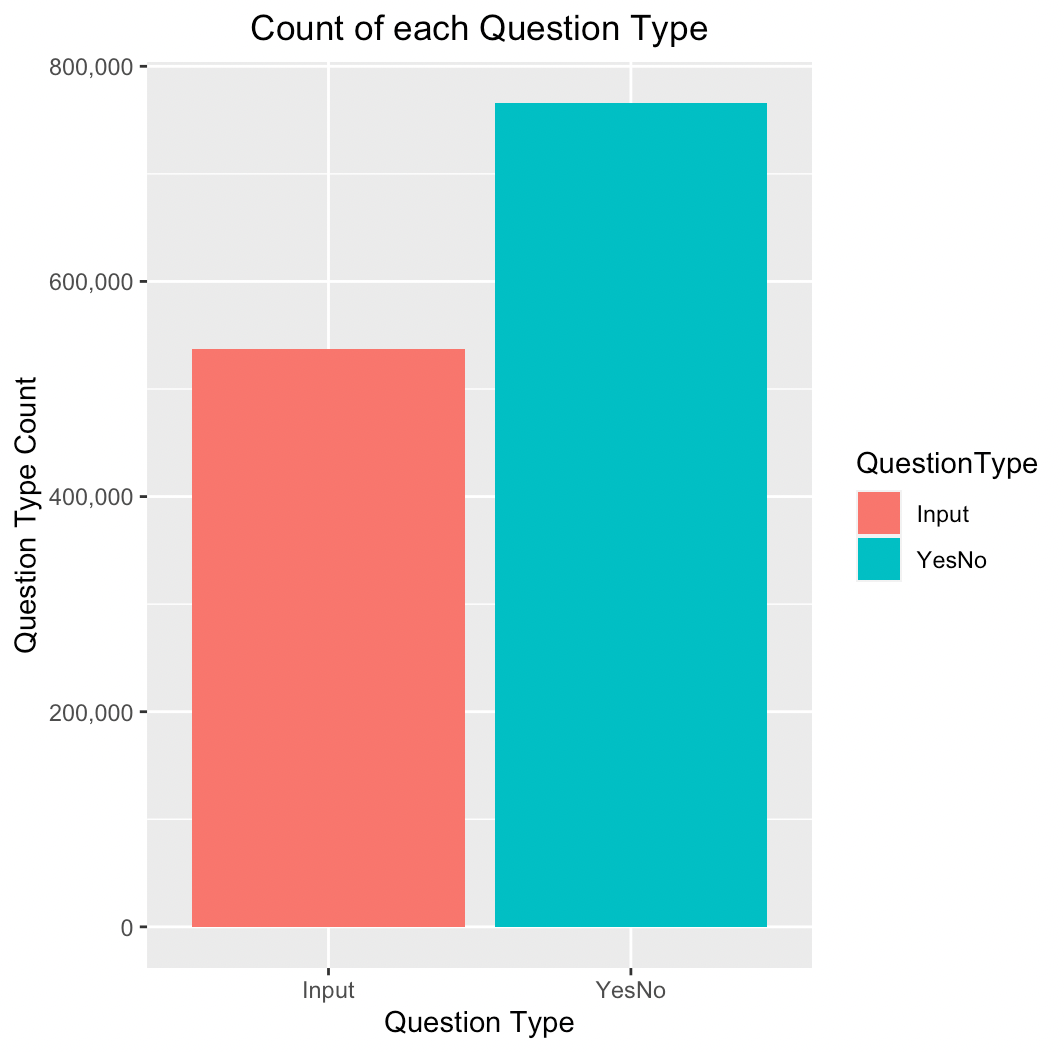 Count of each Question Type
800,000
600,000
400,000
200,000
0
Question Type Count
Input
YesNo
Question Type
QuestionType
Input
YesNo